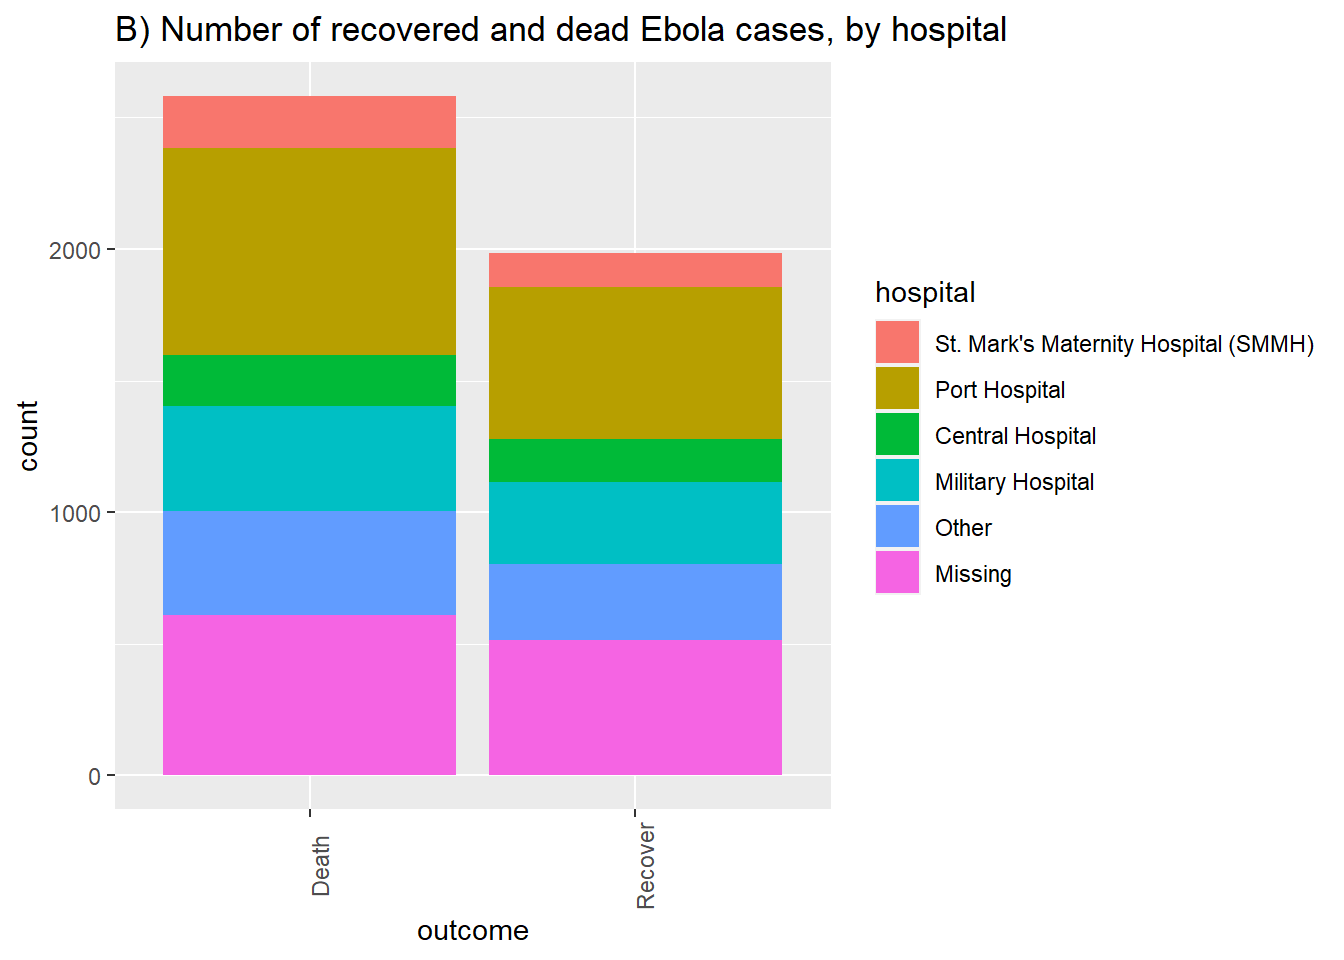 B) Number of recovered and dead Ebola cases, by hospital
2000
1000
0
count
Death
Recover
outcome
hospital
St. Mark's Maternity Hospital (SMMH)
Port Hospital
Central Hospital
Military Hospital
Other
Missing